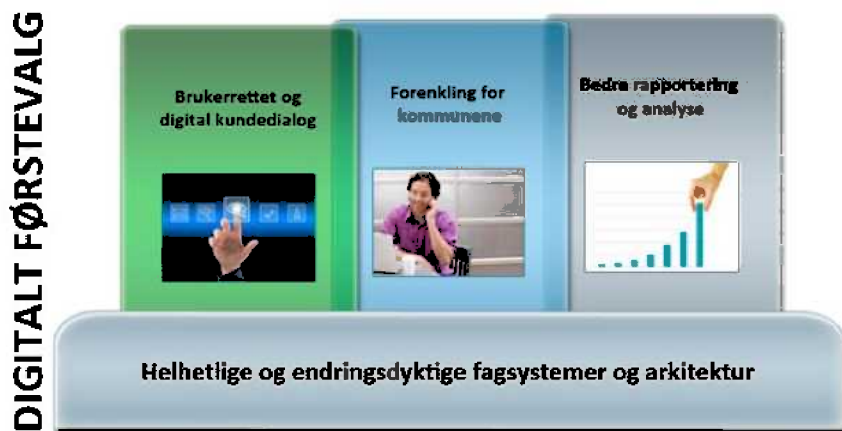 DIGITALT FØRSTEVALG
Brukerrettet og
digital kundedialog
Forenkling for
kommunene
Bedre rapportering
og analyse
Helhetlige og endringsdyktige fagsystemer og arkitektur